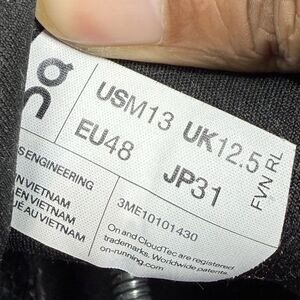 USM13 UK12.5
EU48 JP31
FVN RL
S ENGINEERING
N VIETNAM
EN VIETNAM
UÉ AU VIETNAM
3ME10101430
On and CloudTec are registered
trademarks. Worldwide patents
on-running.com